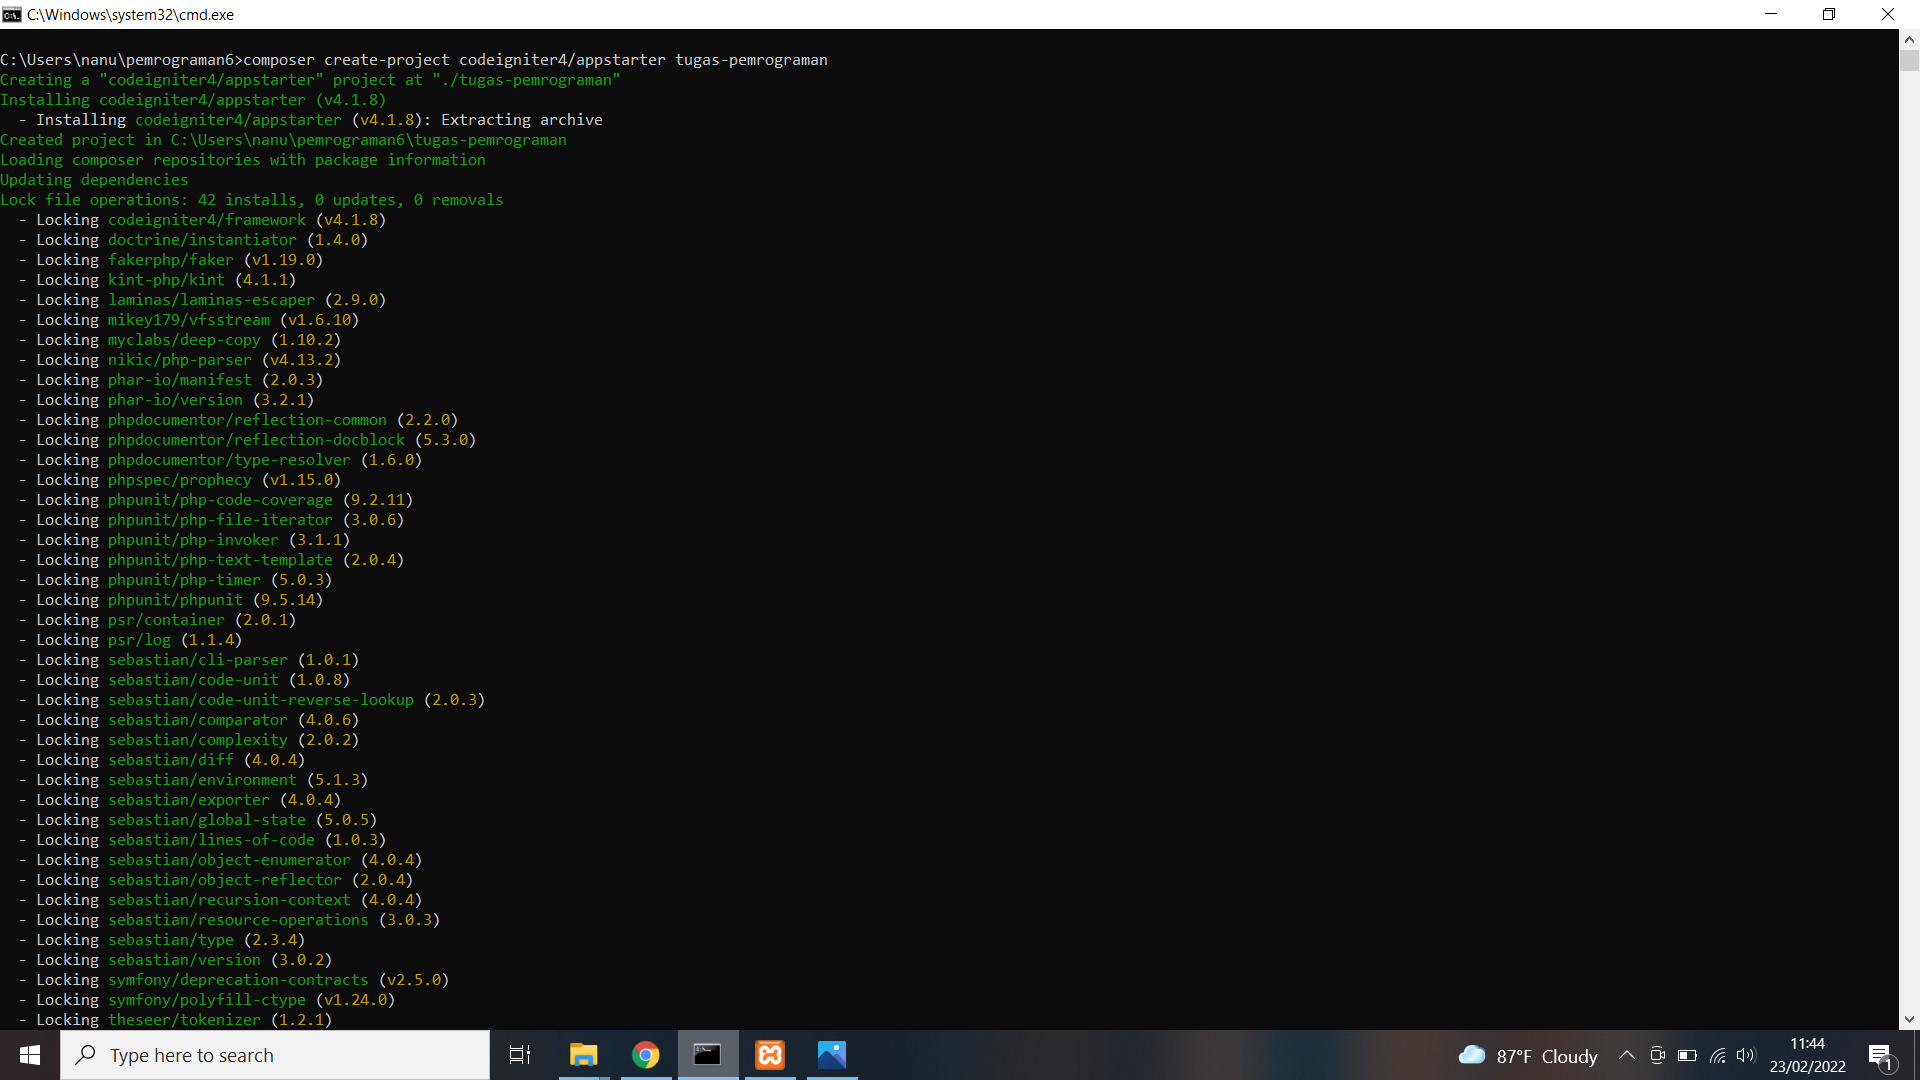 C:\Windows\system32\cmd.exe
C:\Users\nanu\pemrograman6>composer create-project codeigniter4/appstarter tugas-pemrograman
Creating a "codeigniter4/appstarter" project at "./tugas-pemrograman"
Installing codeigniter4/appstarter (v4.1.8)
  - Installing codeigniter4/appstarter (v4.1.8): Extracting archive
Created project in C:\Users\nanu\pemrograman6\tugas-pemrograman
Loading composer repositories with package information
Updating dependencies
Lock file operations: 42 installs, 0 updates, 0 removals
  - Locking codeigniter4/framework (v4.1.8)
  - Locking doctrine/instantiator (1.4.0)
  - Locking fakerphp/faker (v1.19.0)
  - Locking kint-php/kint (4.1.1)
  - Locking laminas/laminas-escaper (2.9.0)
  - Locking mikey179/vfsstream (v1.6.10)
  - Locking myclabs/deep-copy (1.10.2)
  - Locking nikic/php-parser (v4.13.2)
  - Locking phar-io/manifest (2.0.3)
  - Locking phar-io/version (3.2.1)
  - Locking phpdocumentor/reflection-common (2.2.0)
  - Locking phpdocumentor/reflection-docblock (5.3.0)
  - Locking phpdocumentor/type-resolver (1.6.0)
  - Locking phpspec/prophecy (v1.15.0)
  - Locking phpunit/php-code-coverage (9.2.11)
  - Locking phpunit/php-file-iterator (3.0.6)
  - Locking phpunit/php-invoker (3.1.1)
  - Locking phpunit/php-text-template (2.0.4)
  - Locking phpunit/php-timer (5.0.3)
  - Locking phpunit/phpunit (9.5.14)
  - Locking psr/container (2.0.1)
  - Locking psr/log (1.1.4)
  - Locking sebastian/cli-parser (1.0.1)
  - Locking sebastian/code-unit (1.0.8)
  - Locking sebastian/code-unit-reverse-lookup (2.0.3)
  - Locking sebastian/comparator (4.0.6)
  - Locking sebastian/complexity (2.0.2)
  - Locking sebastian/diff (4.0.4)
  - Locking sebastian/environment (5.1.3)
  - Locking sebastian/exporter (4.0.4)
  - Locking sebastian/global-state (5.0.5)
  - Locking sebastian/lines-of-code (1.0.3)
  - Locking sebastian/object-enumerator (4.0.4)
  - Locking sebastian/object-reflector (2.0.4)
  - Locking sebastian/recursion-context (4.0.4)
  - Locking sebastian/resource-operations (3.0.3)
  - Locking sebastian/type (2.3.4)
  - Locking sebastian/version (3.0.2)
  - Locking symfony/deprecation-contracts (v2.5.0)
  - Locking symfony/polyfill-ctype (v1.24.0)
  - Locking theseer/tokenizer (1.2.1)
Type here to search
87°F Cloudy
11:44
23/02/2022
1